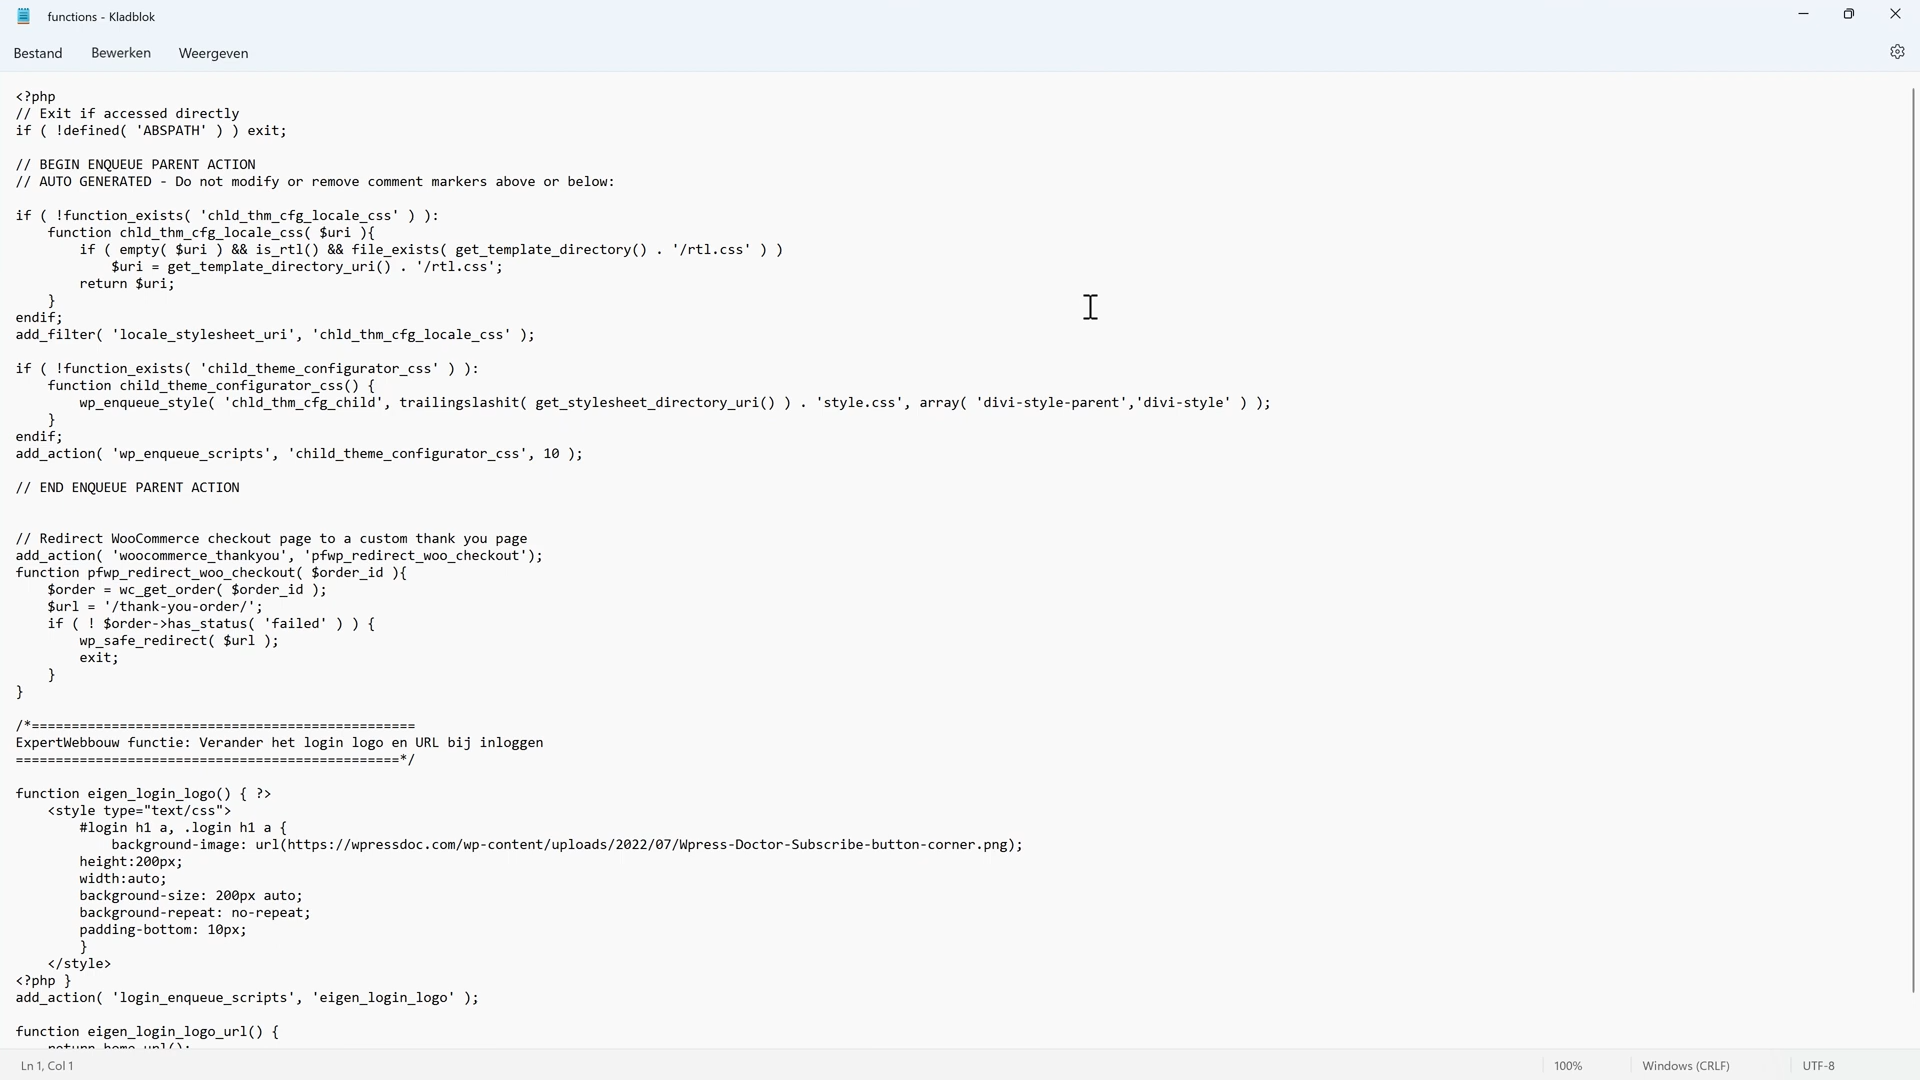 functions - Kladblok
Bestand Bewerken Weergeven
<?php
// Exit if accessed directly
if ( !defined( 'ABSPATH' ) ) exit;
// BEGIN ENQUEUE PARENT ACTION
// AUTO GENERATED - Do not modify or remove comment markers above or below:
if ( !function_exists( 'chld_thm_cfg_locale_css' ) ):
    function chld_thm_cfg_locale_css( $uri ){
        if ( empty( $uri ) && is_rtl() && file_exists( get_template_directory() . '/rtl.css' ) )
            $uri = get_template_directory_uri() . '/rtl.css';
        return $uri;
    }
endif;
add_filter( 'locale_stylesheet_uri', 'chld_thm_cfg_locale_css' );
if ( !function_exists( 'child_theme_configurator_css' ) ):
    function child_theme_configurator_css() {
        wp_enqueue_style( 'chld_thm_cfg_child', trailingslashit( get_stylesheet_directory_uri() ) . 'style.css', array( 'divi-style-parent','divi-style' ) );
    }
endif;
add_action( 'wp_enqueue_scripts', 'child_theme_configurator_css', 10 );
// END ENQUEUE PARENT ACTION
// Redirect WooCommerce checkout page to a custom thank you page
add_action( 'woocommerce_thankyou', 'pfwp_redirect_woo_checkout');
function pfwp_redirect_woo_checkout( $order_id ){
    $order = wc_get_order( $order_id );
    $url = '/thank-you-order/';
    if ( ! $order->has_status( 'failed' ) ) {
        wp_safe_redirect( $url );
        exit;
    }
}
/*================================================
ExpertWebbouw functie: Verander het login logo en URL bij inloggen
================================================*/
function eigen_login_logo() { ?>
    <style type="text/css">
        #login h1 a, .login h1 a {
            background-image: url(https://wpressdoc.com/wp-content/uploads/2022/07/Wpress-Doctor-Subscribe-button-corner.png);
        height:200px;
        width:auto;
        background-size: 200px auto;
        background-repeat: no-repeat;
        padding-bottom: 10px;
        }
    </style>
<?php }
add_action( 'login_enqueue_scripts', 'eigen_login_logo' );
function eigen_login_logo_url() {
    return home_url();
Ln 1, Col 1 100% Windows (CRLF) UTF-8